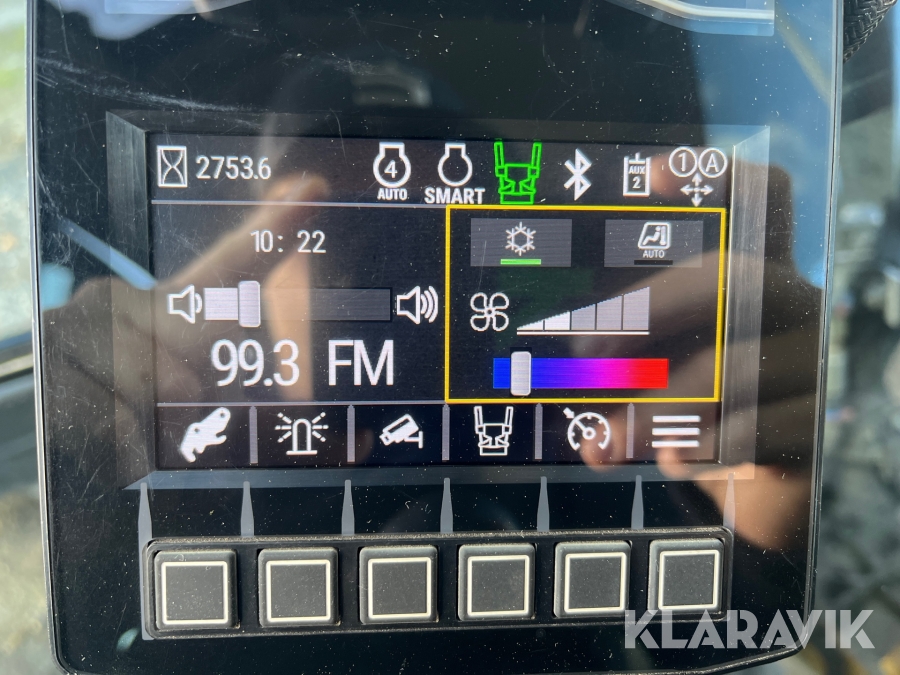 2753.6
4
AUTO
SMART
AUX
2
1 A
10: 22
AUTO
99.3 FM
KLARAVIK